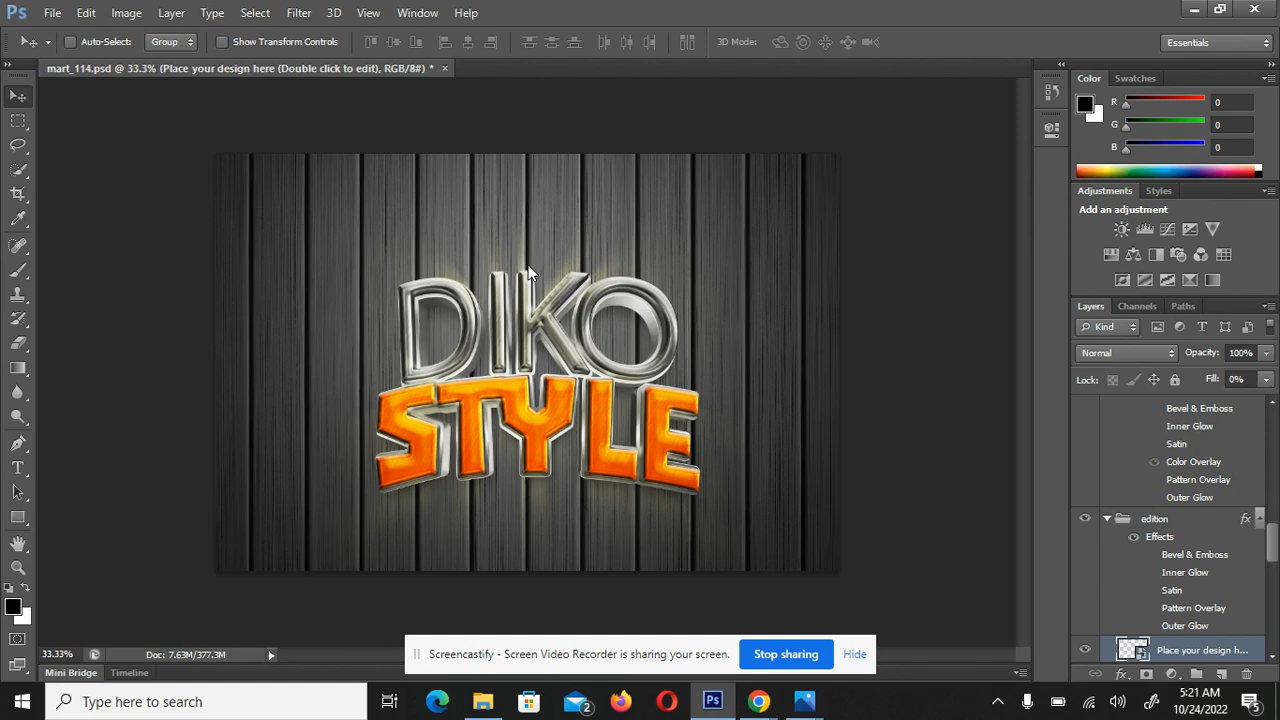 Ps File Edit Image Layer Type Select Filter 3D View Window Help
Auto-Select: Group Show Transform Controls 3D Mode: Essentials
mart_114.psd @ 33.3% (Place your design here (Double click to edit), RGB/8#) *
Color Swatches
R 0
G 0
B 0
Adjustments Styles
Add an adjustment
DIKO
STYLE
Layers Channels Paths
Kind
Normal Opacity: 100%
Lock: Fill: 0%
Bevel & Emboss
Inner Glow
Satin
Color Overlay
Pattern Overlay
Outer Glow
edition fx
Effects
Bevel & Emboss
Inner Glow
Satin
Pattern Overlay
Outer Glow
Place your design h...
33.33% Doc: 7.63M/377.3M
Screencastify - Screen Video Recorder is sharing your screen. Stop sharing Hide
Mini Bridge Timeline
fx
Type here to search
2
Ps
5:21 AM
10/24/2022
5